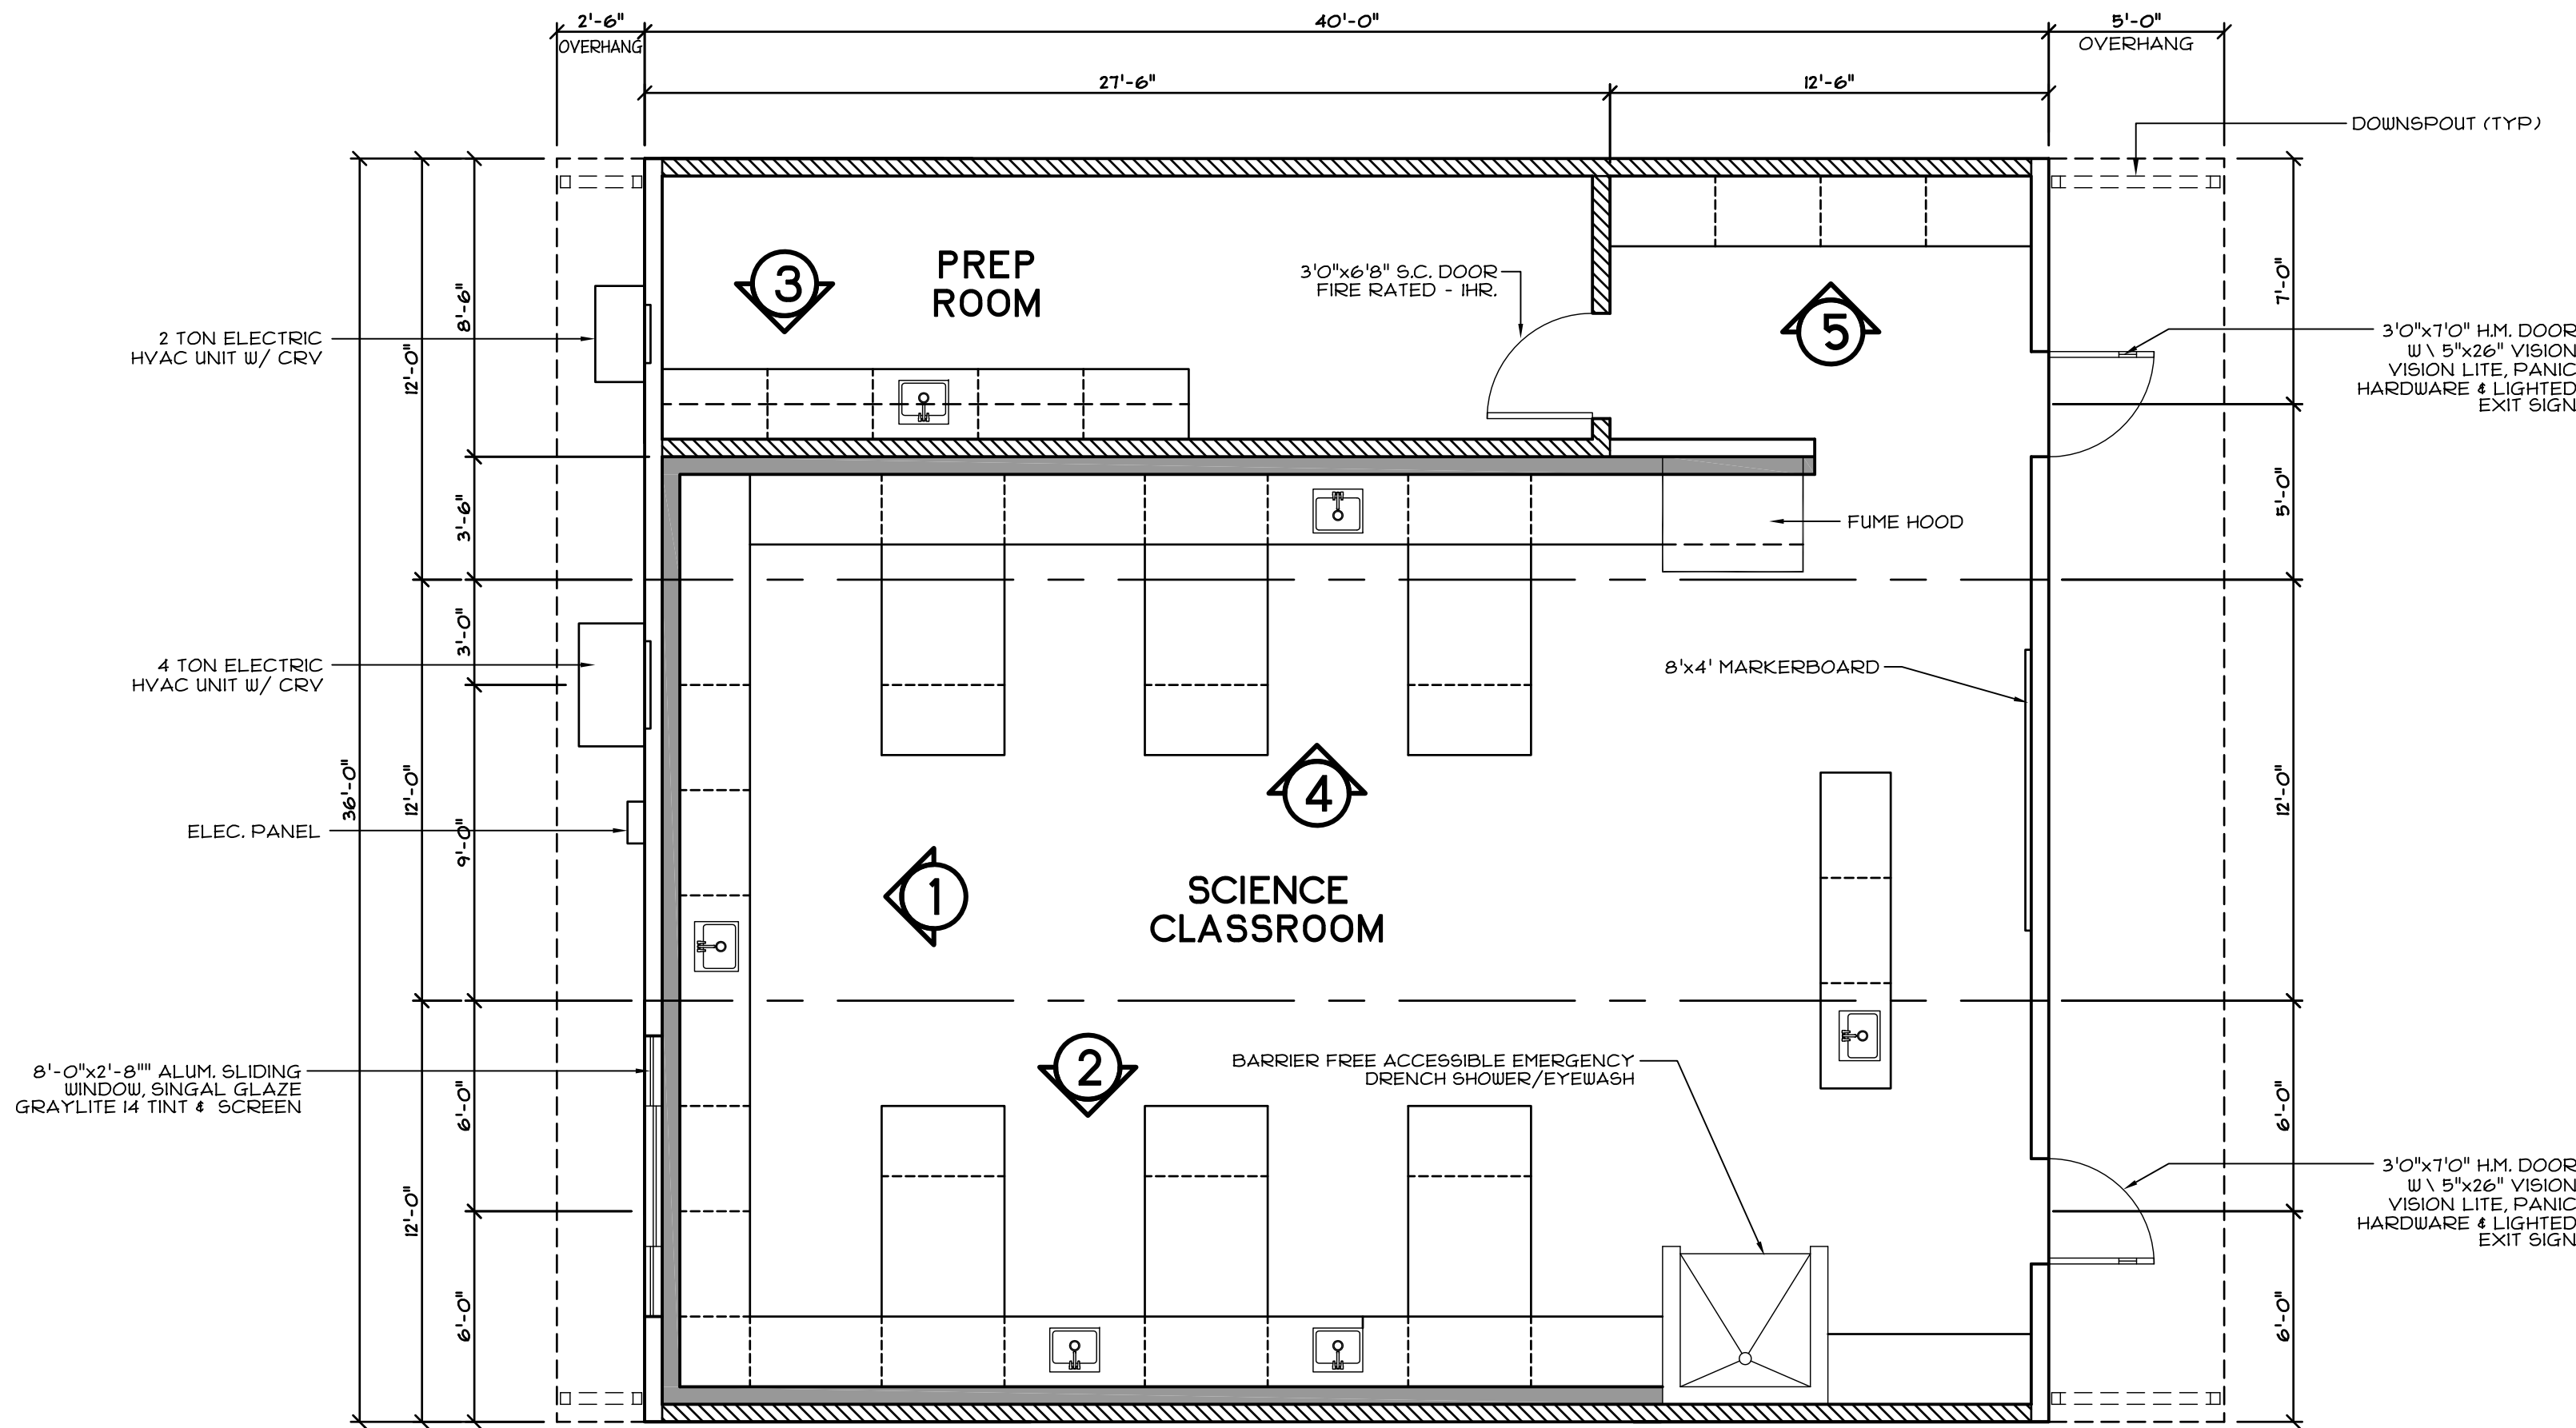 2'-6"
40'-0"
5'-0"
OVERHANG
OVERHANG
27'-6"
12'-6"
DOWNSPOUT (TYP)
PREP
ROOM
3
3'0"x6'8" S.C. DOOR
FIRE RATED - 1HR.
5
7'-0"
8'-6"
12'-0"
2 TON ELECTRIC
HVAC UNIT W/ CRV
3'0"x7'0" H.M. DOOR
W \ 5"x26" VISION
VISION LITE, PANIC
HARDWARE & LIGHTED
EXIT SIGN
3'-6"
5'-0"
FUME HOOD
3'-0"
4 TON ELECTRIC
HVAC UNIT W/ CRV
8'x4' MARKERBOARD
36'-0"
12'-0"
9'-0"
12'-0"
4
ELEC. PANEL
1
SCIENCE
CLASSROOM
2
BARRIER FREE ACCESSIBLE EMERGENCY
DRENCH SHOWER/EYEWASH
8'-0"x2'-8"" ALUM. SLIDING
WINDOW, SINGAL GLAZE
GRAYLITE 14 TINT & SCREEN
6'-0"
6'-0"
12'-0"
3'0"x7'0" H.M. DOOR
W \ 5"x26" VISION
VISION LITE, PANIC
HARDWARE & LIGHTED
EXIT SIGN
6'-0"
6'-0"